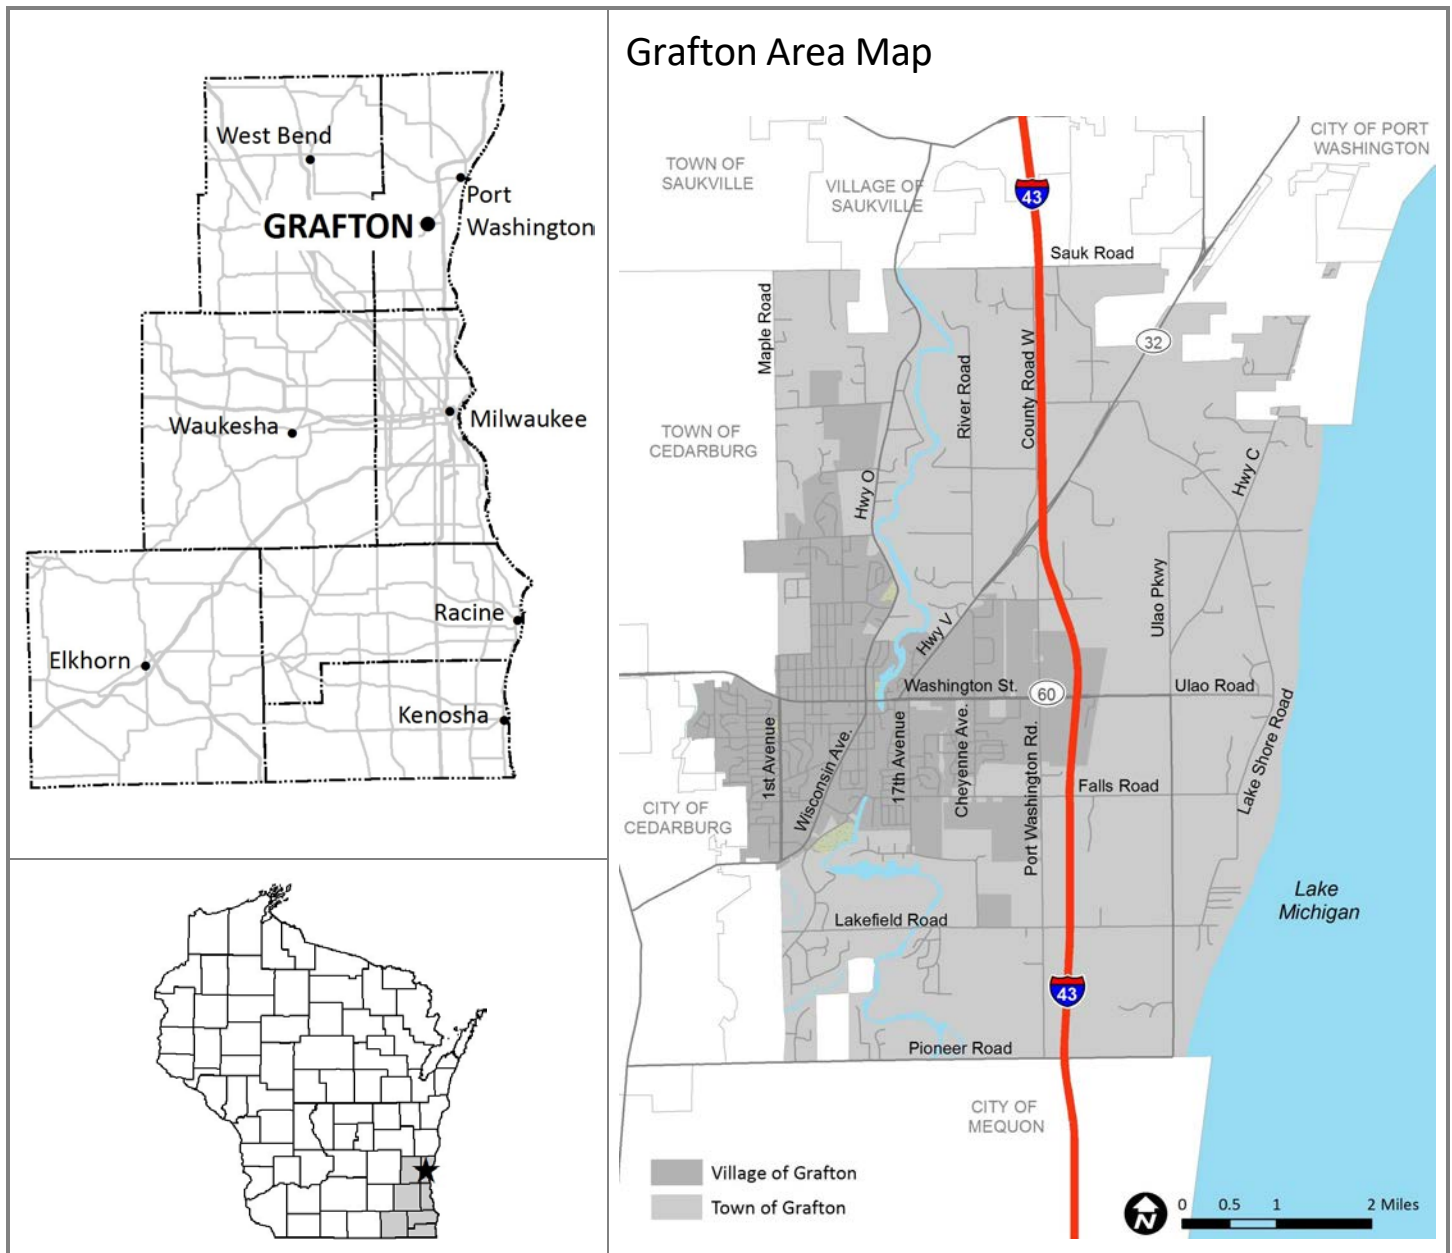 West Bend
Port
Washington
GRAFTON
Waukesha
Milwaukee
Racine
Elkhorn
Kenosha
Grafton Area Map
CITY OF PORT
WASHINGTON
TOWN OF
SAUKVILLE
VILLAGE OF
SAUKVILLE
43
Sauk Road
Maple Road
County Road W
32
River Road
TOWN OF
CEDARBURG
Hwy C
Hwy O
Ulao Pkwy
Hwy V
Washington St.
60
Ulao Road
Lake Shore Road
1st Avenue
Wisconsin Ave.
17th Avenue
Cheyenne Ave.
Port Washington Rd.
Falls Road
CITY OF
CEDARBURG
Lake
Michigan
Lakefield Road
43
Pioneer Road
CITY OF
MEQUON
Village of Grafton
Town of Grafton
N
0 0.5 1 2 Miles